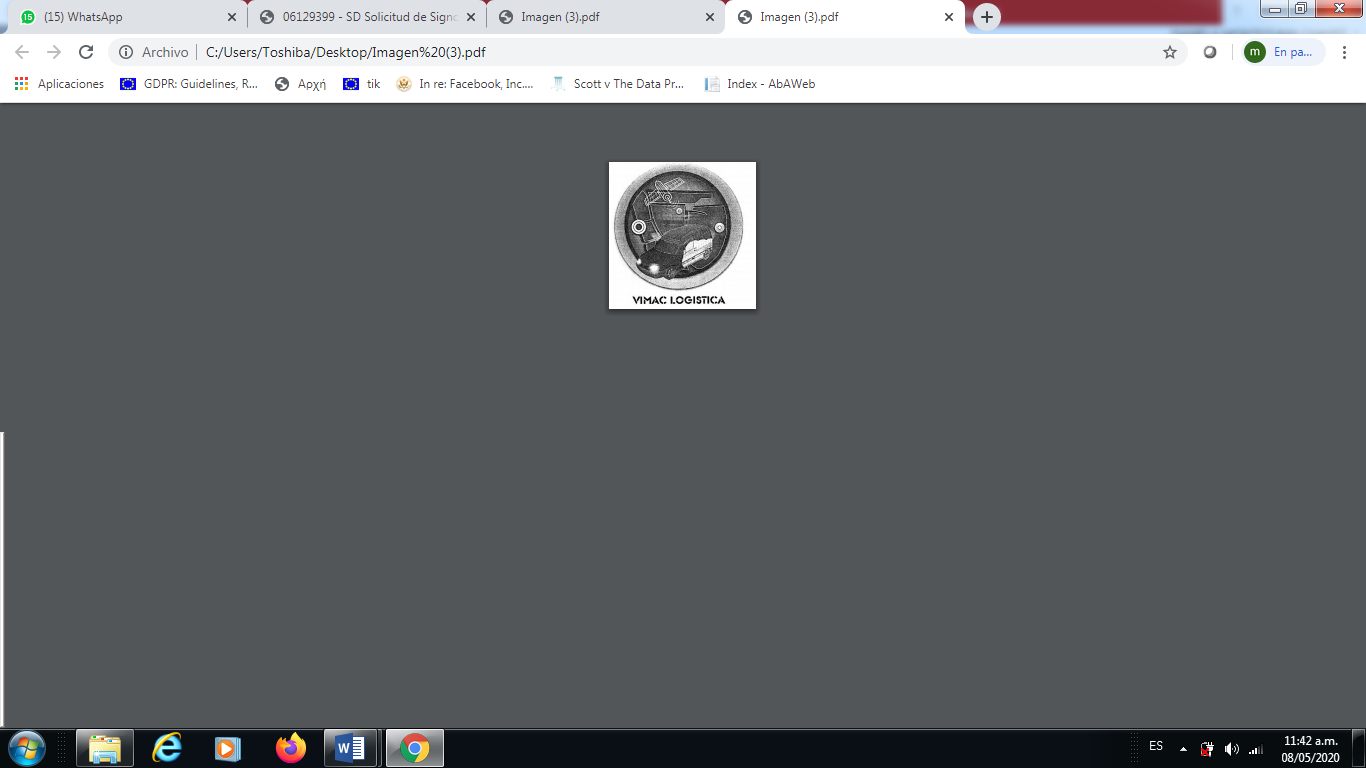 (15) WhatsApp
06129399 - SD Solicitud de Signo
Imagen (3).pdf
Imagen (3).pdf
Archivo
C:/Users/Toshiba/Desktop/Imagen%20(3).pdf
m
En pa...
Aplicaciones
GDPR: Guidelines, R...
Αρχή
tik
In re: Facebook, Inc....
Scott v The Data Pr...
Index - AbAWeb
VIMAC LOGISTICA
ES
11:42 a.m.
08/05/2020